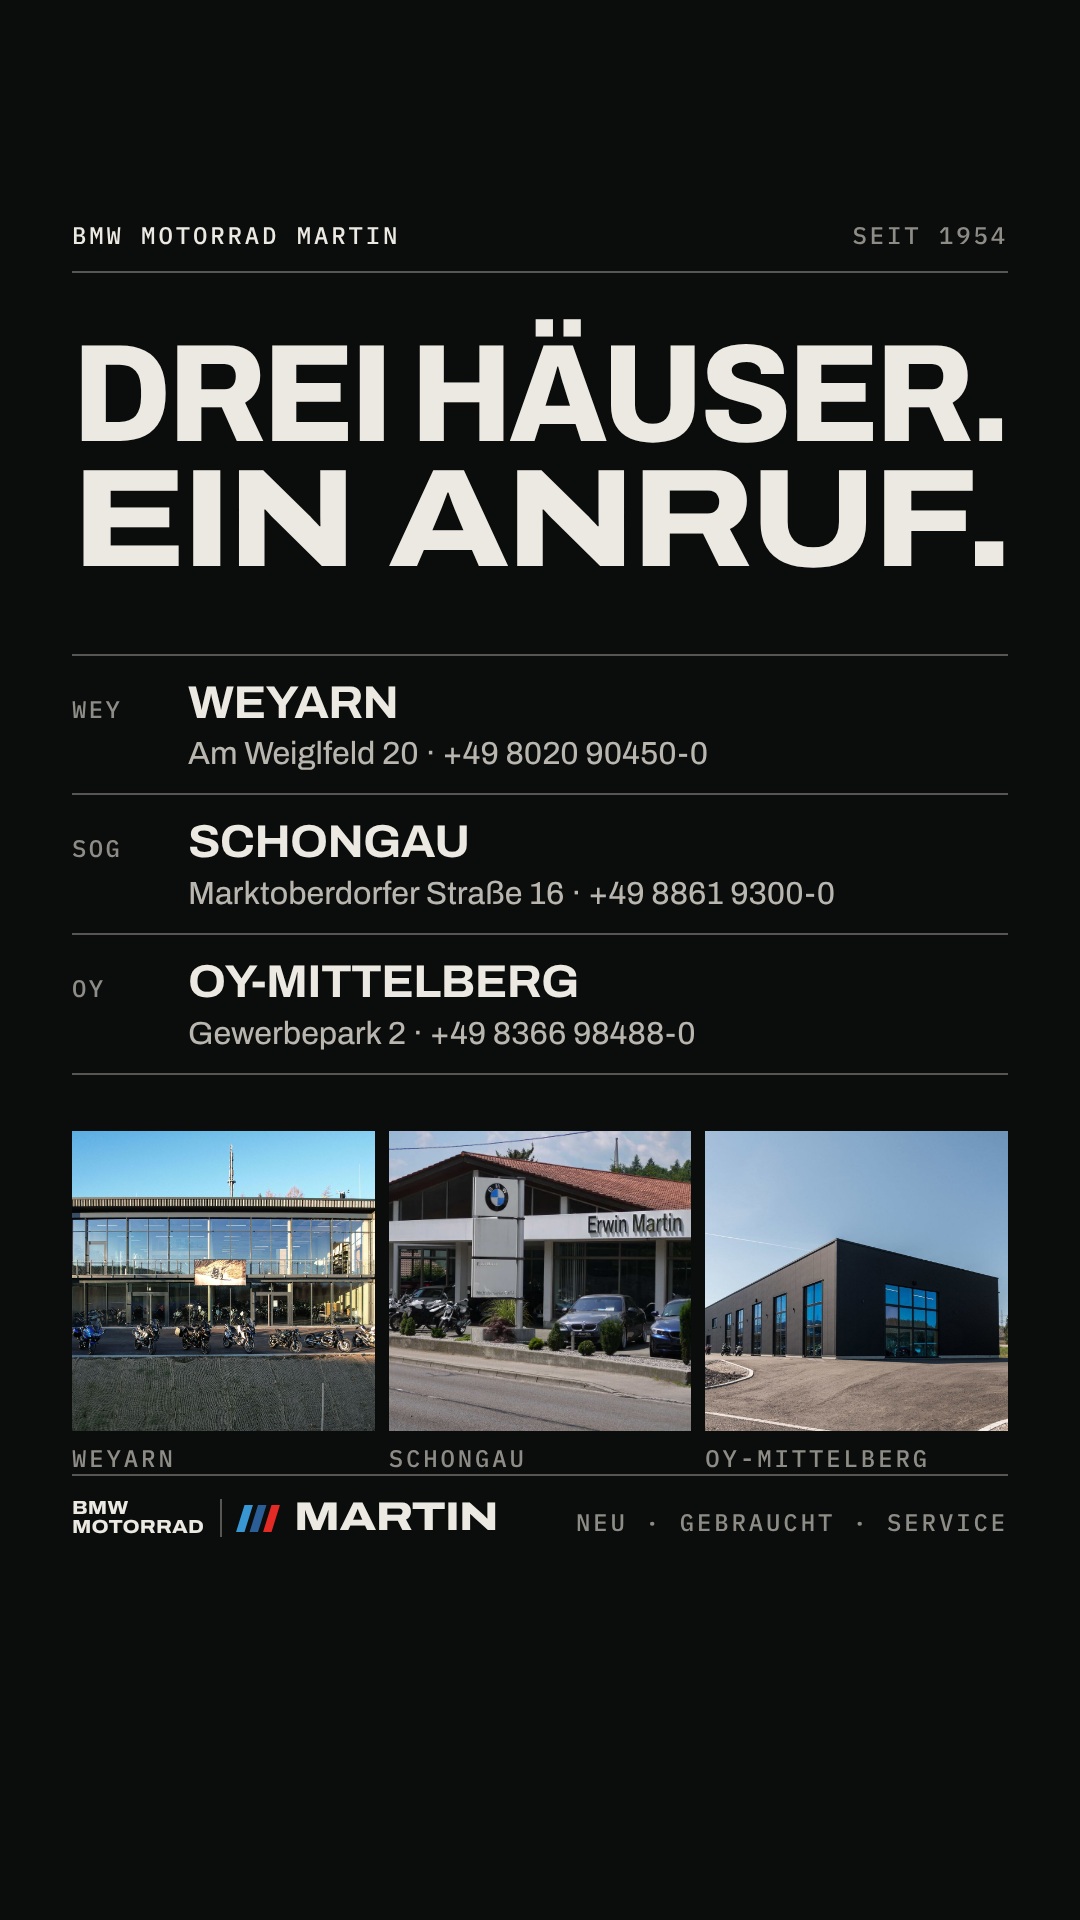 BMW MOTORRAD MARTIN
SEIT 1954
DREI HÄUSER.
EIN ANRUF.
WEY
WEYARN
Am Weiglfeld 20 · +49 8020 90450-0
SOG
SCHONGAU
Marktoberdorfer Straße 16 · +49 8861 9300-0
OY
OY-MITTELBERG
Gewerbepark 2 · +49 8366 98488-0
Erwin Martin
WEYARN
SCHONGAU
OY-MITTELBERG
BMW
MOTORRAD
MARTIN
NEU · GEBRAUCHT · SERVICE